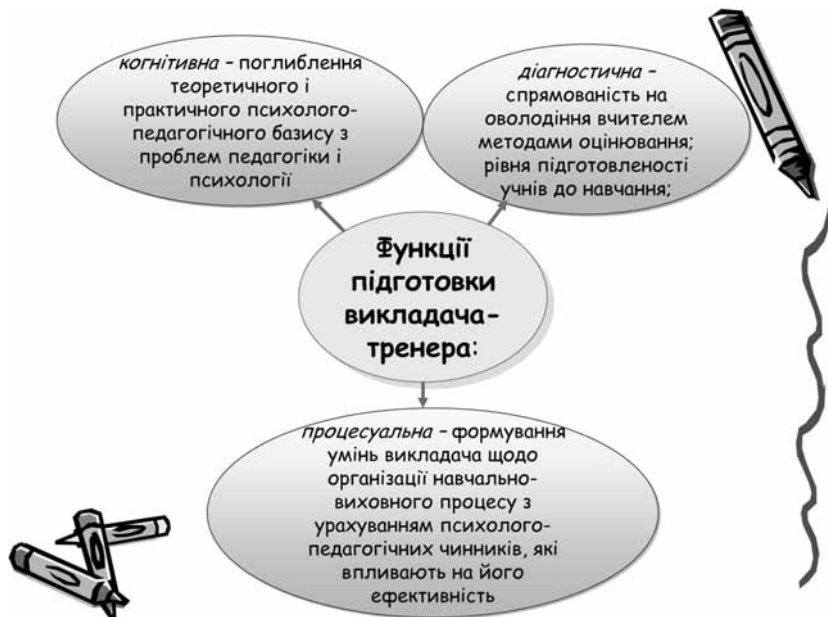 когнітивна – поглиблення
теоретичного і
практичного психолого-
педагогічного базису з
проблем педагогіки і
психології
діагностична –
спрямованість на
оволодіння вчителем
методами оцінювання;
рівня підготовленості
учнів до навчання;
Функції
підготовки
викладача-
тренера:
процесуальна – формування
умінь викладача щодо
організації навчально-
виховного процесу з
урахуванням психолого-
педагогічних чинників, які
впливають на його
ефективність